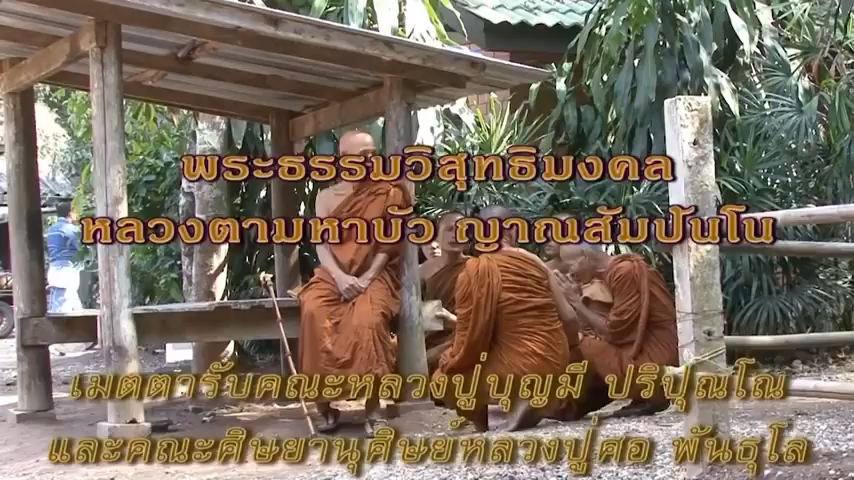 พระธรรมวิสุทธิมงคล
หลวงตามหาบัว ญาณสัมปันโน
เมตตารับคณะหลวงปู่บุญมี ปริปุณโณ
และคณะศิษยานุศิษย์หลวงปู่ศอ พันธุโล